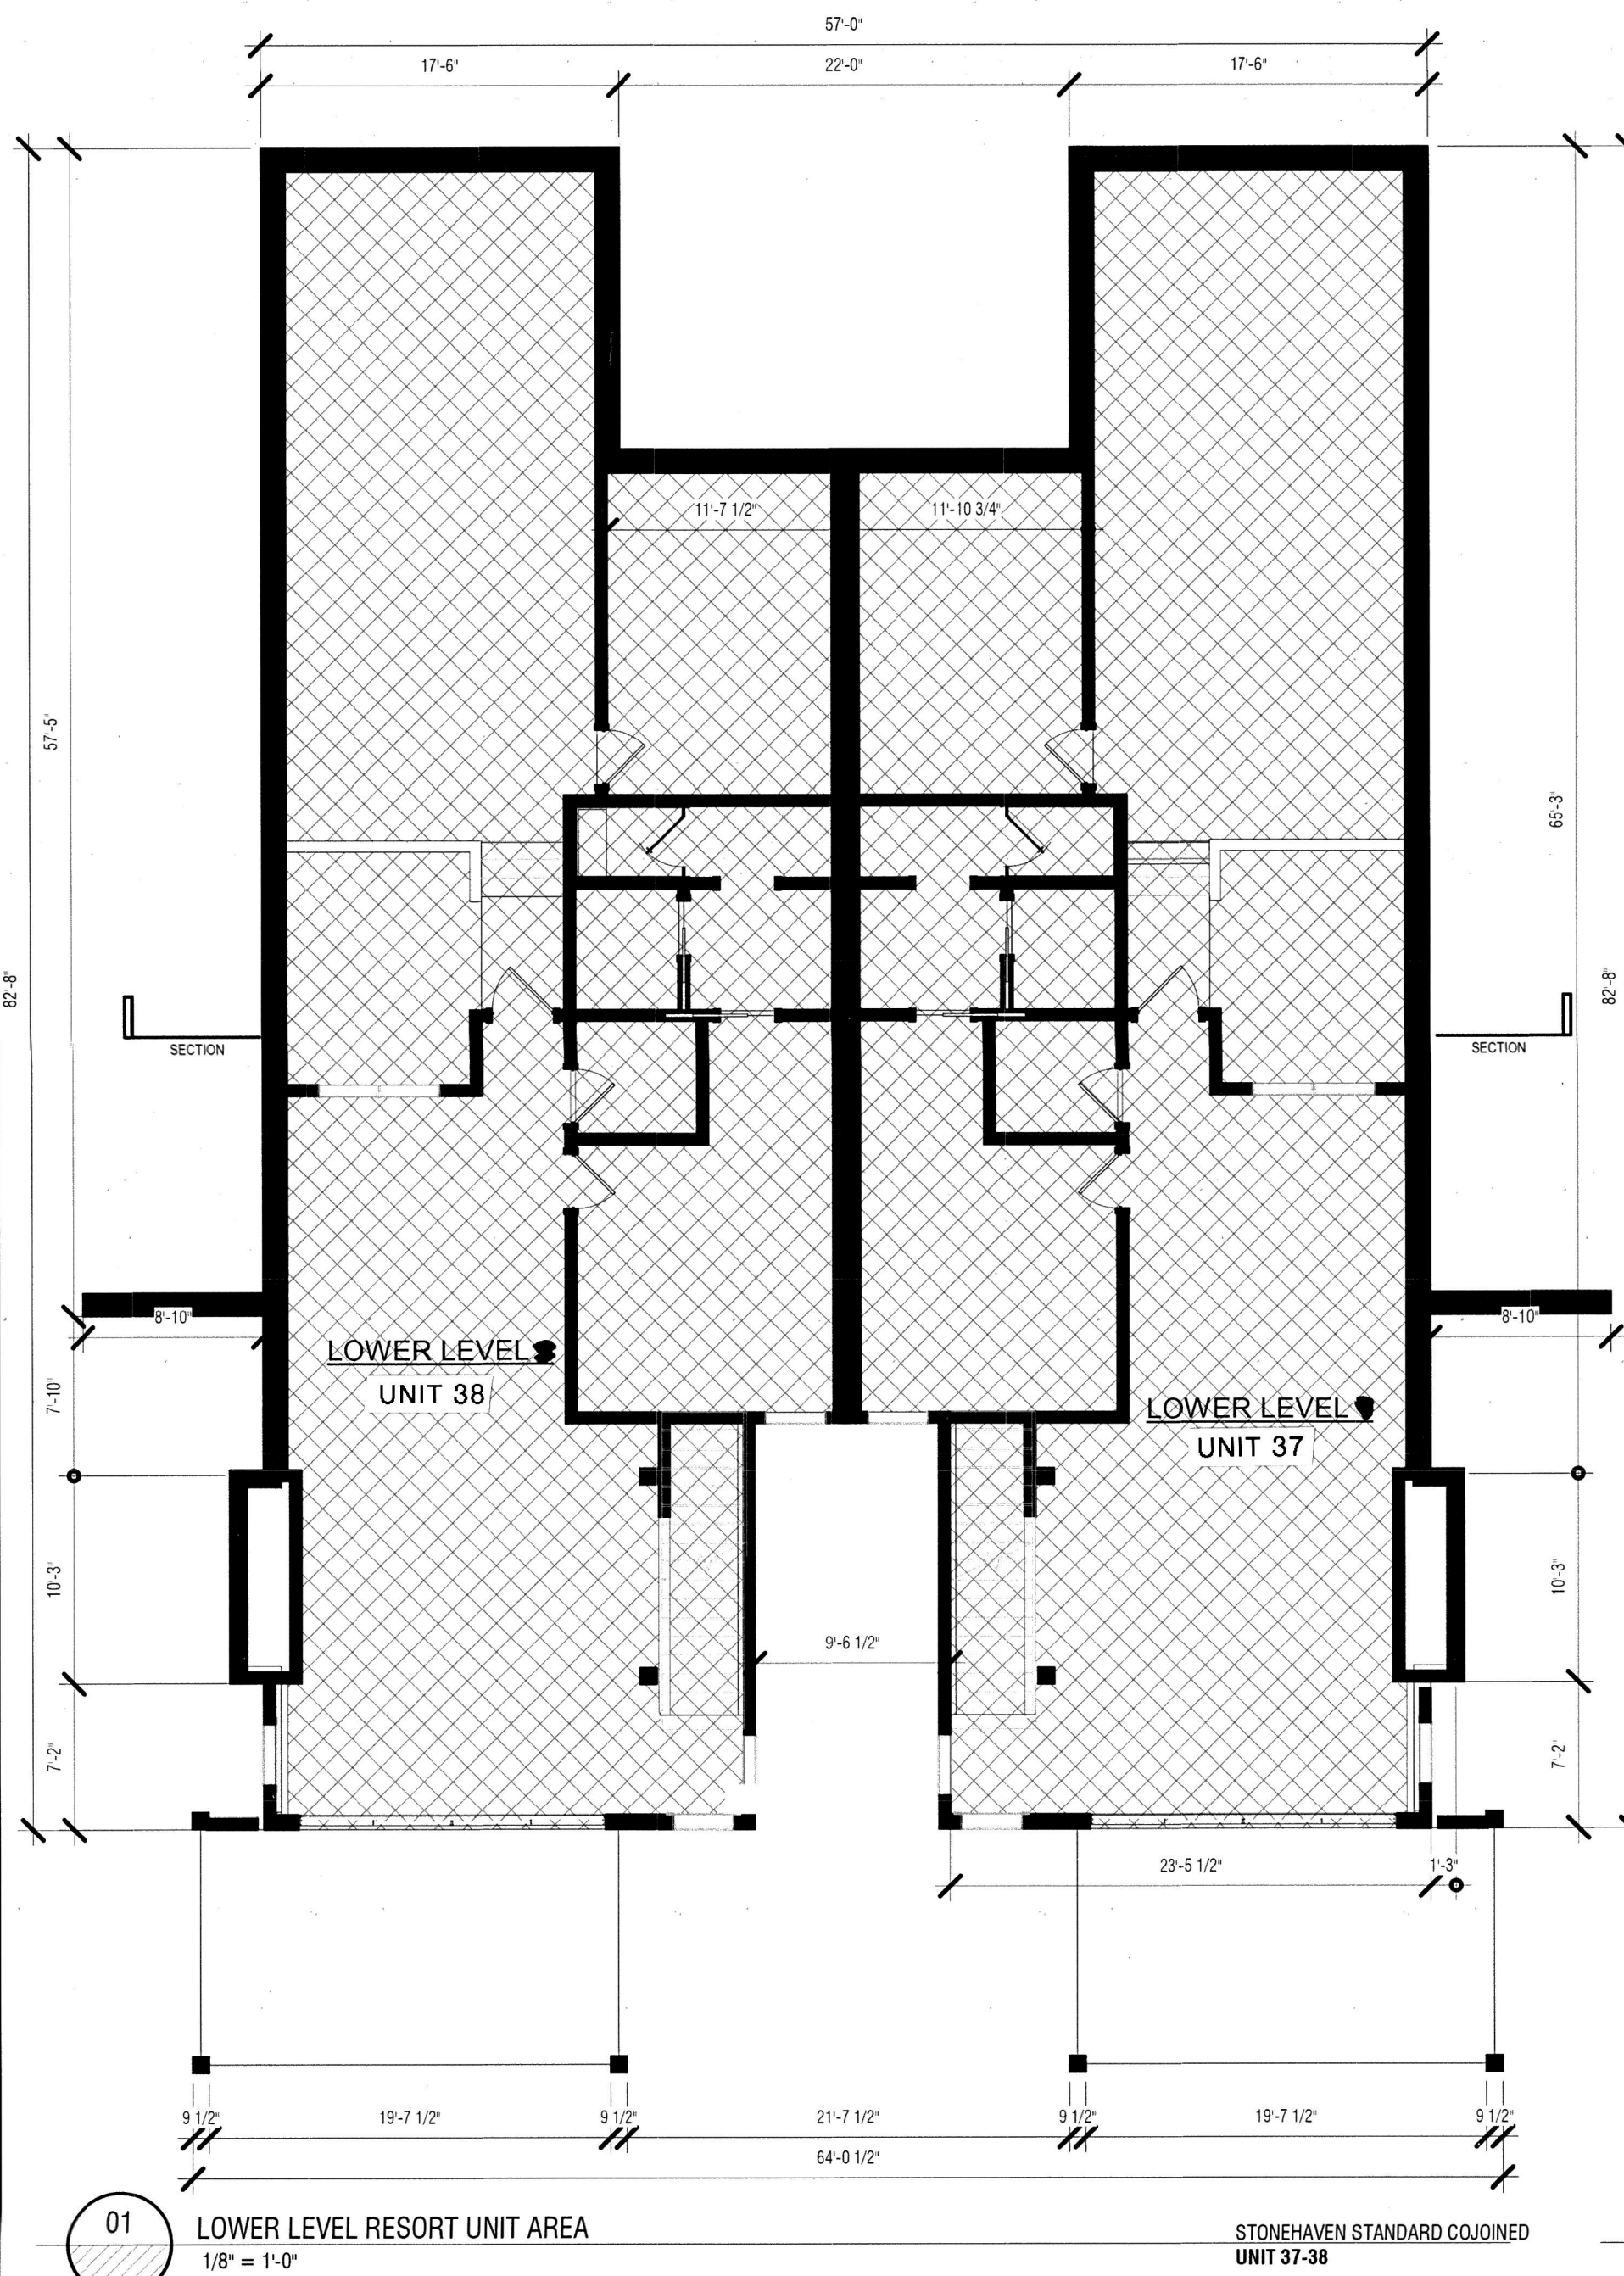 57'-0"
17'-6" 22'-0" 17'-6"
11'-7 1/2" 11'-10 3/4"
57'-5"
65'-3"
82'-8"
82'-8"
SECTION
SECTION
8'-10"
8'-10"
LOWER LEVEL
UNIT 38
7'-10"
LOWER LEVEL
UNIT 37
10'-3"
10'-3"
9'-6 1/2"
7'-2"
7'-2"
23'-5 1/2" 1'-3"
9 1/2" 19'-7 1/2" 9 1/2" 21'-7 1/2" 9 1/2" 19'-7 1/2" 9 1/2"
64'-0 1/2"
01
LOWER LEVEL RESORT UNIT AREA
1/8" = 1'-0"
STONEHAVEN STANDARD COJOINED
UNIT 37-38